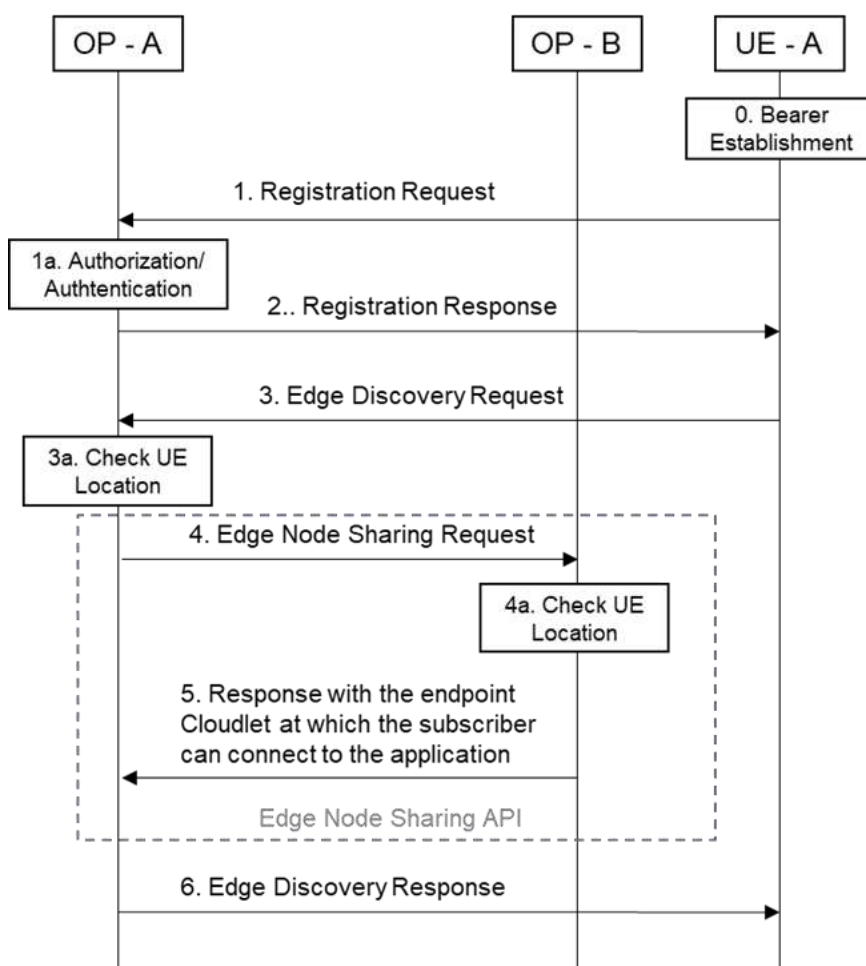 OP - A
OP - B
UE - A
0. Bearer
Establishment
1. Registration Request
1a. Authorization/
Authtentication
2.. Registration Response
3. Edge Discovery Request
3a. Check UE
Location
4. Edge Node Sharing Request
4a. Check UE
Location
5. Response with the endpoint
Cloudlet at which the subscriber
can connect to the application
Edge Node Sharing API
6. Edge Discovery Response